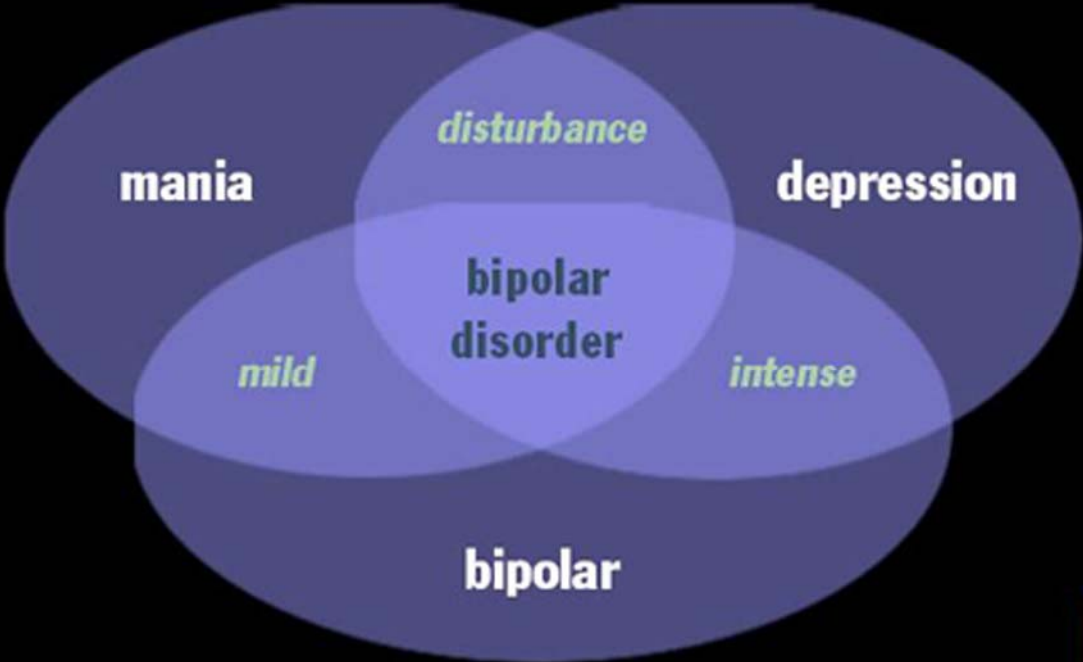 disturbance
mania
depression
bipolar
disorder
mild
intense
bipolar